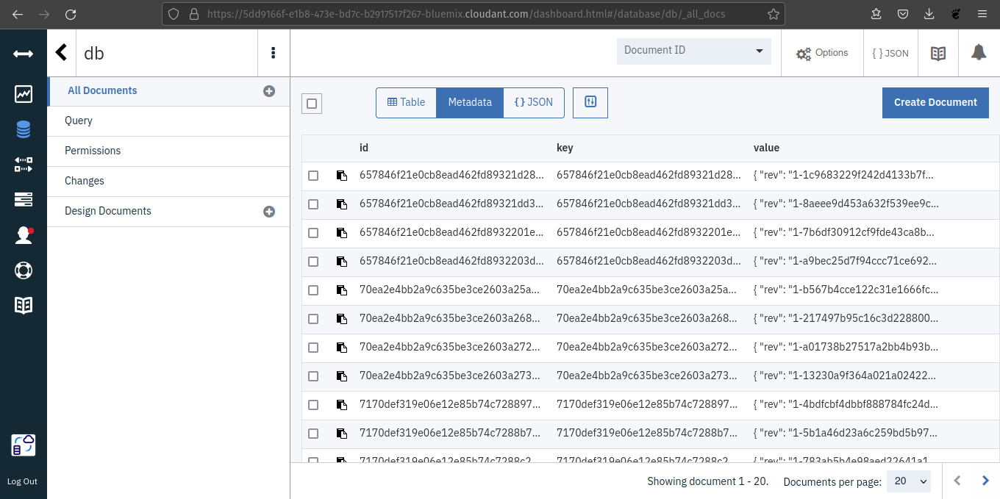 https://5dd9166f-e1b8-473e-bd7c-b2917517f267-bluemix.cloudant.com/dashboard.html#/database/db/_all_docs
db
Document ID
Options
{ } JSON
All Documents
Query
Permissions
Changes
Design Documents
Table
Metadata
{ } JSON
Create Document
id key value
657846f21e0cb8ead462fd89321d28... 657846f21e0cb8ead462fd89321d28... { "rev": "1-1c9683229f242d4133b7f...
657846f21e0cb8ead462fd89321dd3... 657846f21e0cb8ead462fd89321dd3... { "rev": "1-8aeee9d453a632f539ee9c...
657846f21e0cb8ead462fd8932201e... 657846f21e0cb8ead462fd8932201e... { "rev": "1-7b6df30912cf9fde43ca8b...
657846f21e0cb8ead462fd8932203d... 657846f21e0cb8ead462fd8932203d... { "rev": "1-a9bec25d7f94ccc71ce692...
70ea2e4bb2a9c635be3ce2603a25a... 70ea2e4bb2a9c635be3ce2603a25a... { "rev": "1-b567b4cce122c31e1666fc...
70ea2e4bb2a9c635be3ce2603a268... 70ea2e4bb2a9c635be3ce2603a268... { "rev": "1-217497b95c16c3d228800...
70ea2e4bb2a9c635be3ce2603a272... 70ea2e4bb2a9c635be3ce2603a272... { "rev": "1-a01738b27517a2bb4b93b...
70ea2e4bb2a9c635be3ce2603a273... 70ea2e4bb2a9c635be3ce2603a273... { "rev": "1-13230a9f364a021a02422...
7170def319e06e12e85b74c728897... 7170def319e06e12e85b74c728897... { "rev": "1-4bdfcbf4dbbf888784fc24d...
7170def319e06e12e85b74c7288b7... 7170def319e06e12e85b74c7288b7... { "rev": "1-5b1a46d23a6c259bd5b97...
7170def319e06e12e85b74c7288c2... 7170def319e06e12e85b74c7288c2... { "rev": "1-783ab5b4e98aed22641a1...
Showing document 1 - 20.
Documents per page: 20
Log Out